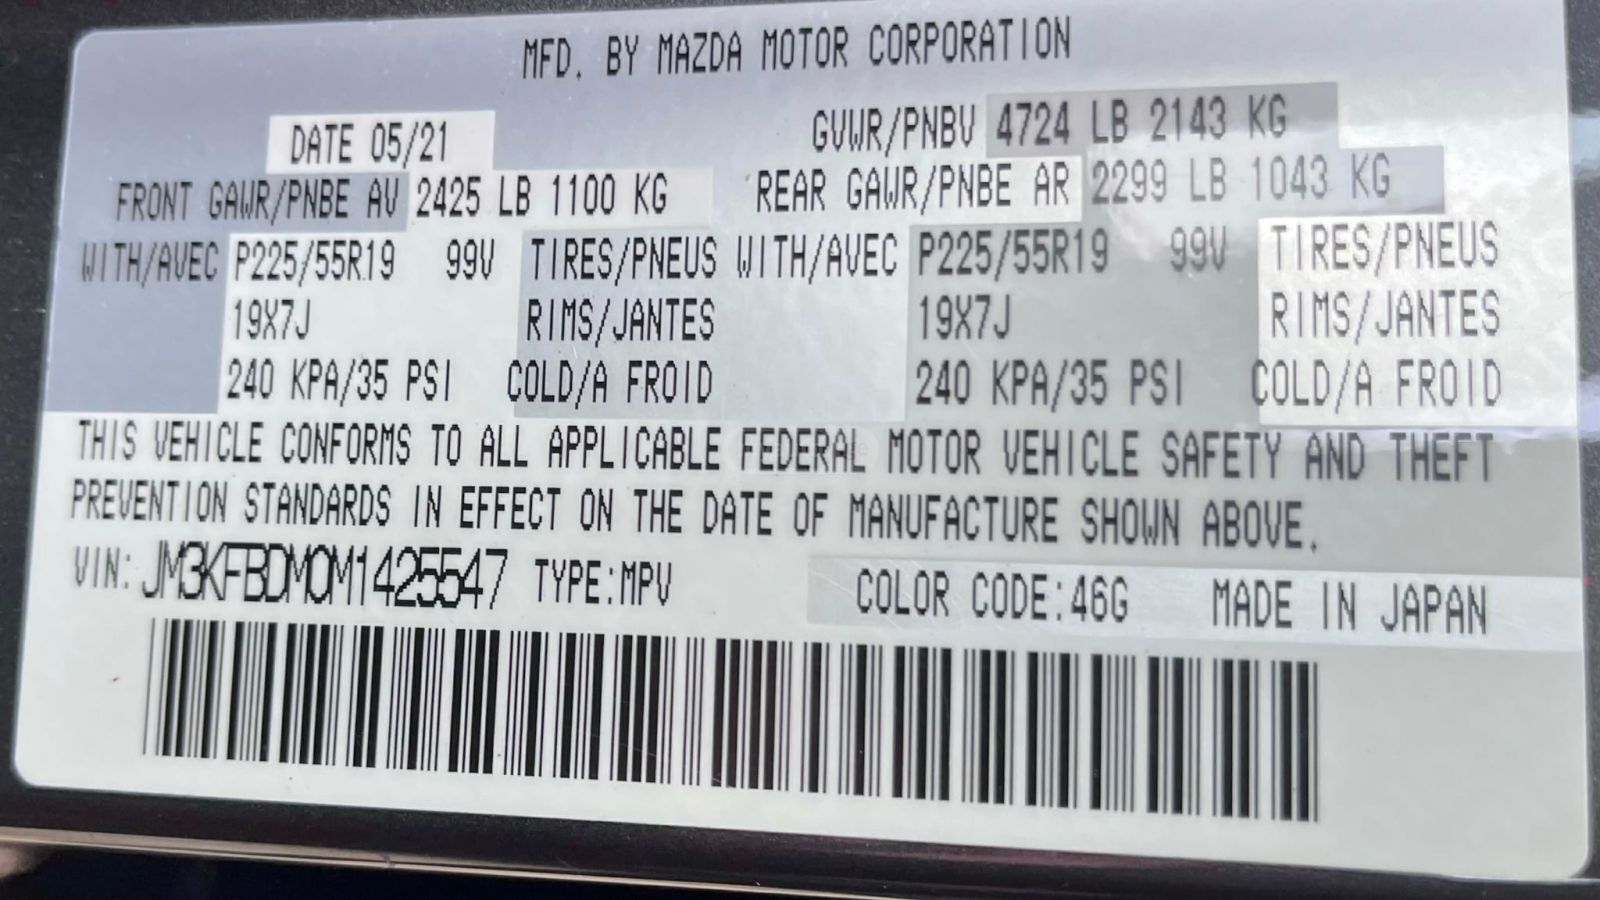 MFD. BY MAZDA MOTOR CORPORATION
DATE 05/21 GVWR/PNBV 4724 LB 2143 KG
FRONT GAWR/PNBE AV 2425 LB 1100 KG REAR GAWR/PNBE AR 2299 LB 1043 KG
WITH/AVEC P225/55R19 99V TIRES/PNEUS WITH/AVEC P225/55R19 99V TIRES/PNEUS
19X7J RIMS/JANTES 19X7J RIMS/JANTES
240 KPA/35 PSI COLD/A FROID 240 KPA/35 PSI COLD/A FROID
THIS VEHICLE CONFORMS TO ALL APPLICABLE FEDERAL MOTOR VEHICLE SAFETY AND THEFT
PREVENTION STANDARDS IN EFFECT ON THE DATE OF MANUFACTURE SHOWN ABOVE.
VIN: JM3KFBDM0M1425547 TYPE:MPV COLOR CODE:46G MADE IN JAPAN